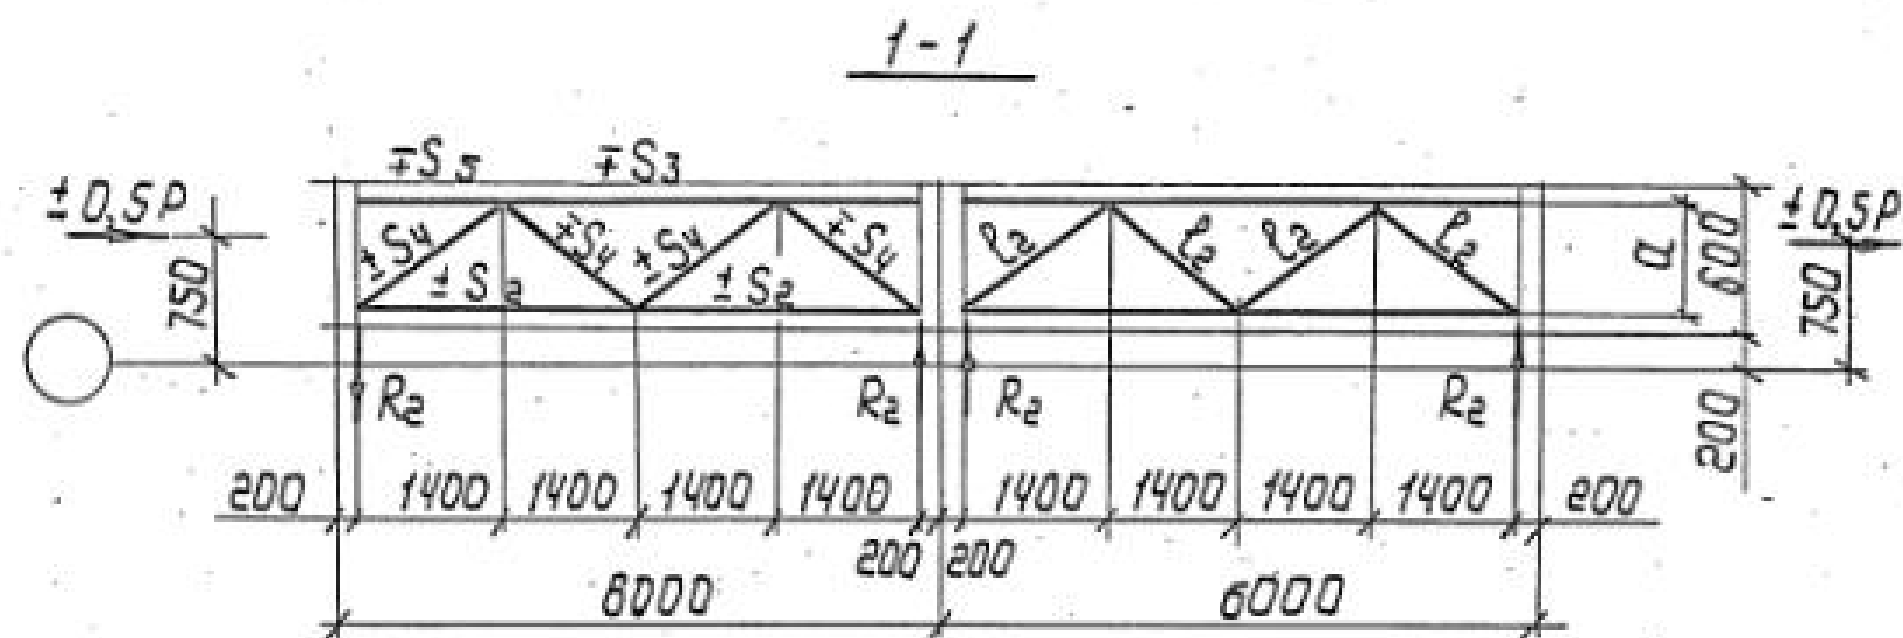 1-1
∓S3 ∓S3
±0,5P ±0,5P
±S4 ±S4 ±S4 ±S4 l2 l2 l2 l2 a 600
±S2 ±S2
750 750
R2 R2 R2 R2
200 1400 1400 1400 1400 1400 1400 1400 1400 200 200
200 200
6000 6000